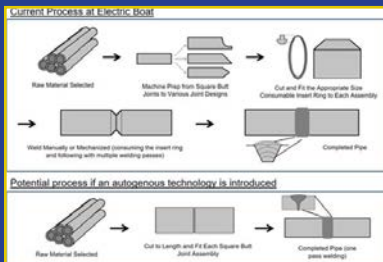 Current Process at Electric Boat
Raw Material Selected
Machine Prep from Square Butt
Joints to Various Joint Designs
Cut and Fit the Appropriate Size
Consumable Insert Ring to Each Assembly
Weld Manually or Mechanized (consuming the insert
ring and following with multiple welding passes)
Completed Pipe
Potential process if an autogenous technology is introduced
Raw Material Selected
Cut to Length and Fit Each Square Butt
Joint Assembly
Completed Pipe (one
pass welding)